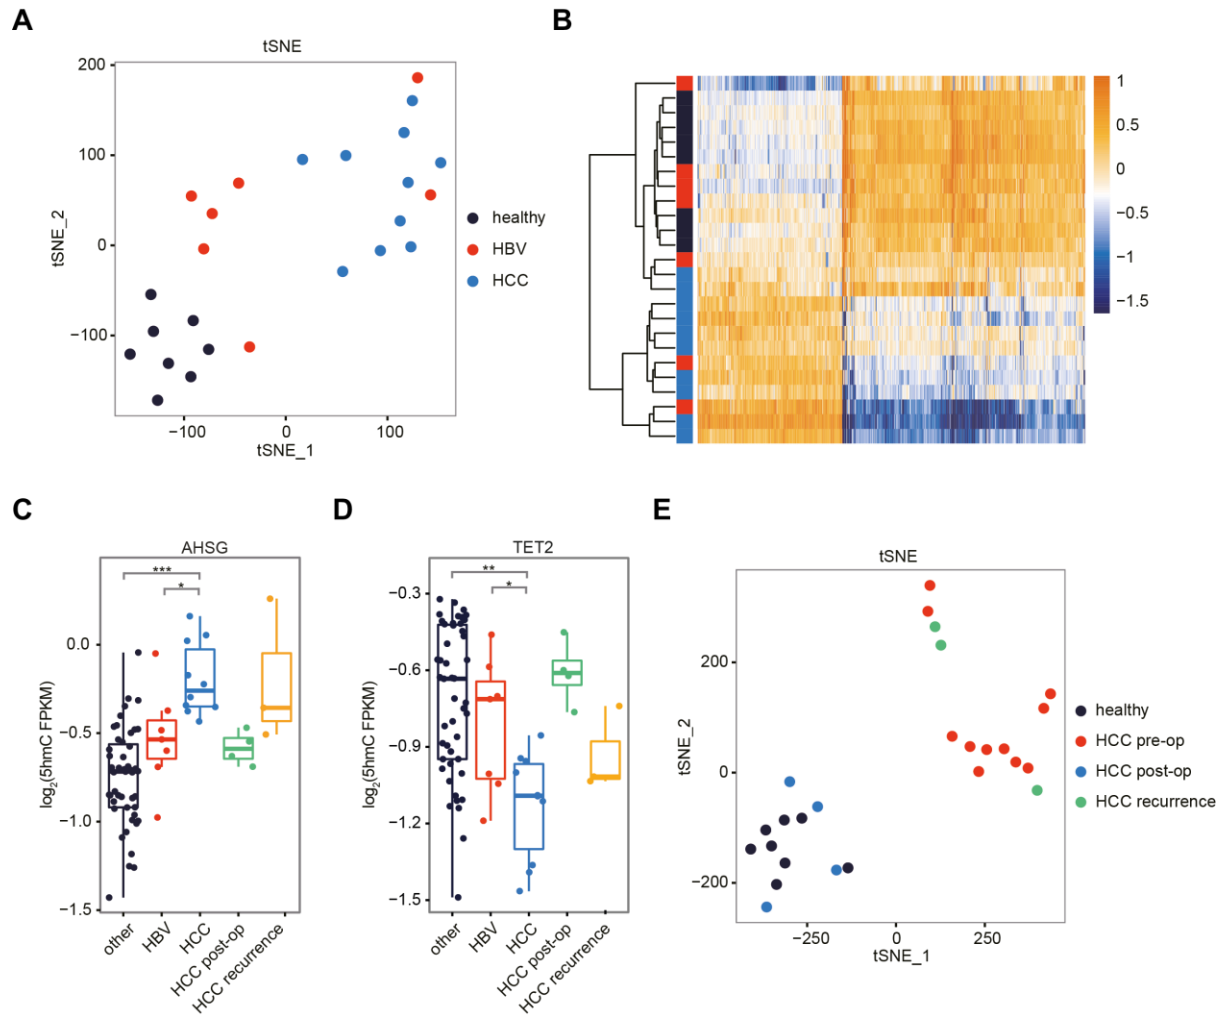 A
tSNE
200
100
0
−100
tSNE_2
−100
0
100
tSNE_1
healthy
HBV
HCC
B
1
0.5
0
−0.5
−1
−1.5
C
AHSG
***
*
0.0
−0.5
−1.0
−1.5
log2(5hmC FPKM)
other
HBV
HCC
HCC post-op
HCC recurrence
D
TET2
**
*
−0.3
−0.6
−0.9
−1.2
−1.5
log2(5hmC FPKM)
other
HBV
HCC
HCC post-op
HCC recurrence
E
tSNE
200
0
−200
tSNE_2
−250
0
250
tSNE_1
healthy
HCC pre-op
HCC post-op
HCC recurrence